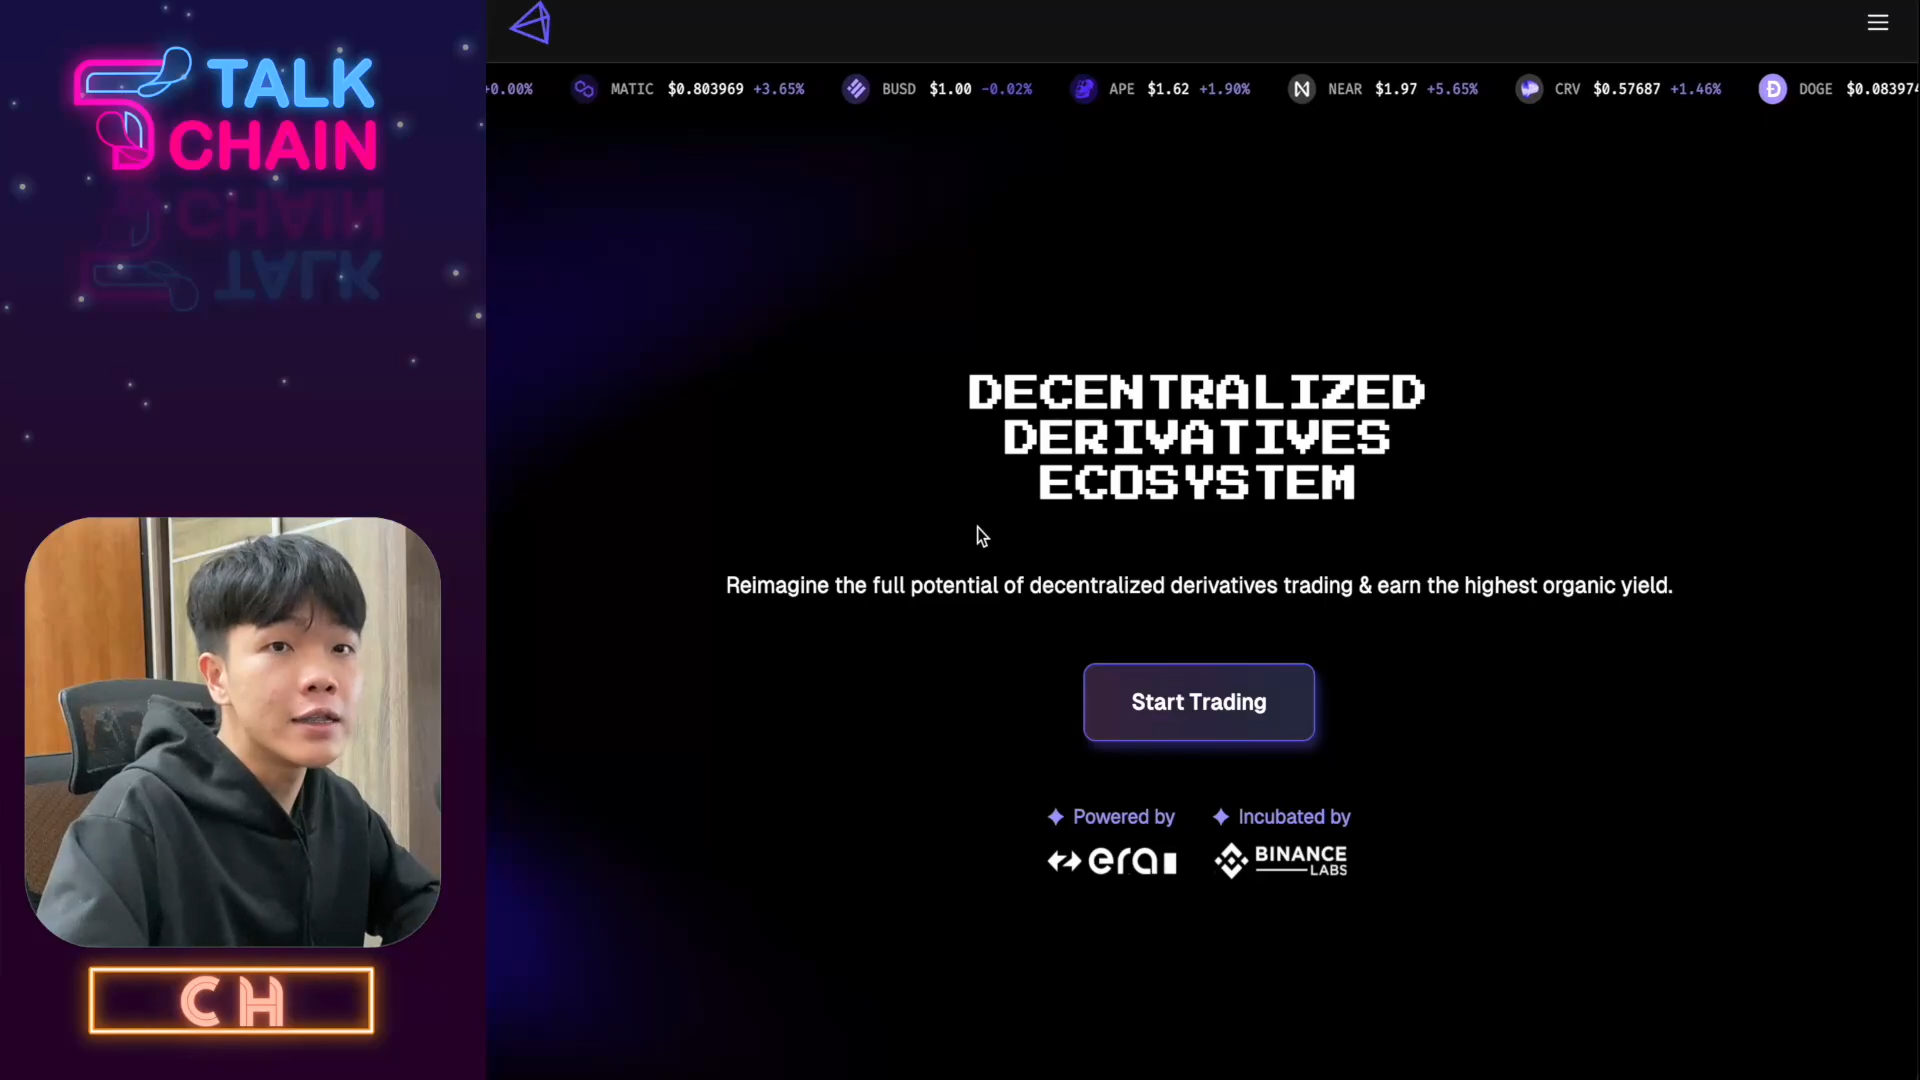 TALK
CHAIN
+0.00% MATIC $0.803969 +3.65% BUSD $1.00 -0.02% APE $1.62 +1.90% NEAR $1.97 +5.65% CRV $0.57687 +1.46% DOGE $0.083974
DECENTRALIZED
DERIVATIVES
ECOSYSTEM
Reimagine the full potential of decentralized derivatives trading & earn the highest organic yield.
Start Trading
Powered by
era
Incubated by
BINANCE
LABS
CH